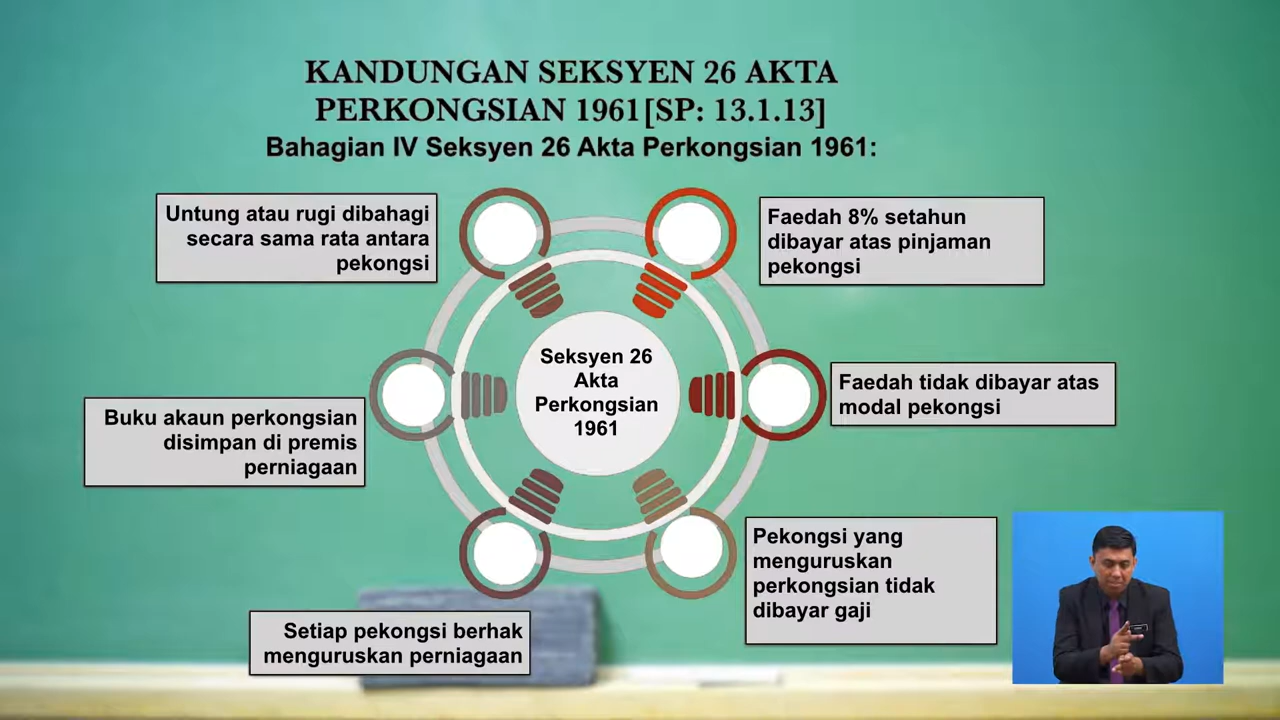 KANDUNGAN SEKSYEN 26 AKTA
PERKONGSIAN 1961[SP: 13.1.13]
Bahagian IV Seksyen 26 Akta Perkongsian 1961:
Untung atau rugi dibahagi
secara sama rata antara
pekongsi
Faedah 8% setahun
dibayar atas pinjaman
pekongsi
Seksyen 26
Akta
Perkongsian
1961
Faedah tidak dibayar atas
modal pekongsi
Buku akaun perkongsian
disimpan di premis
perniagaan
Pekongsi yang
menguruskan
perkongsian tidak
dibayar gaji
Setiap pekongsi berhak
menguruskan perniagaan